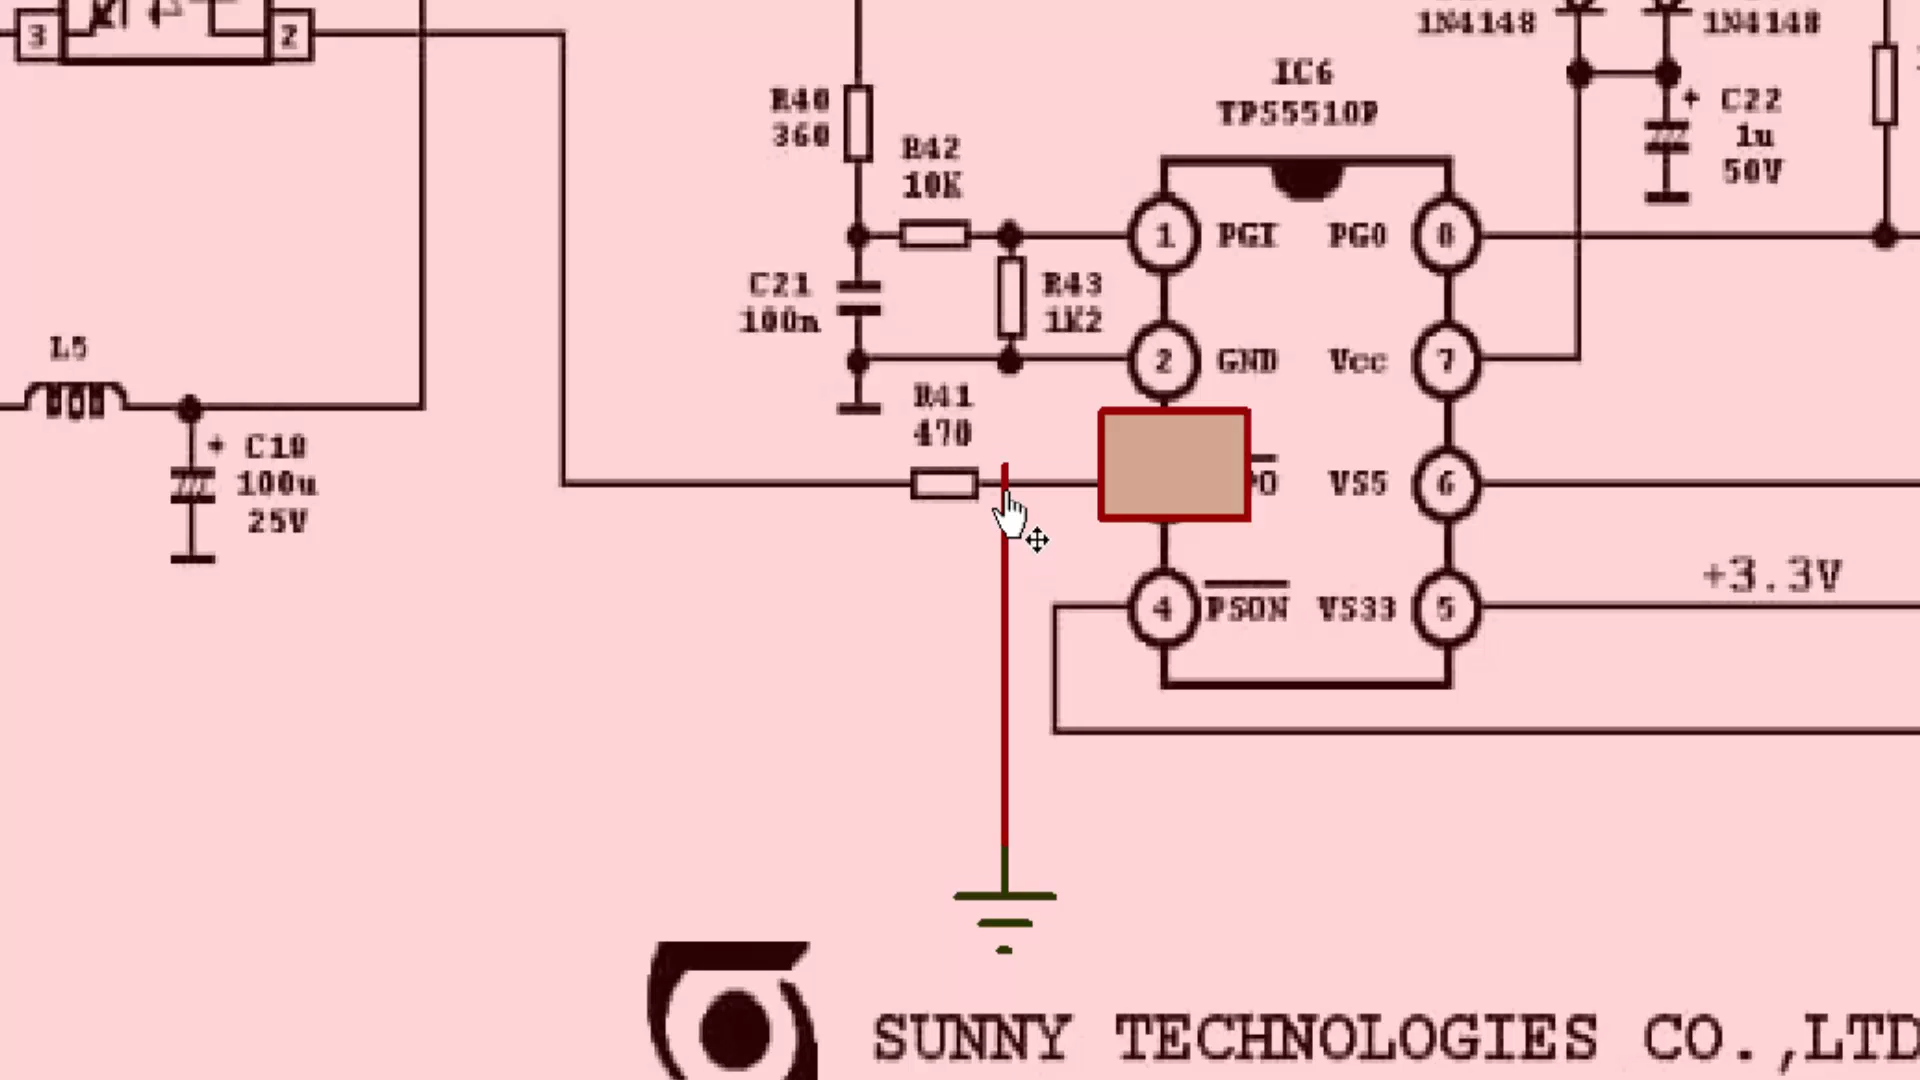 3
2
1N4148
1N4148
IC6
TPS5510P
R40
360
R42
10K
+ C22
1u
50V
1
PGI
PGO
8
C21
100n
R43
1K2
2
GND
Vcc
7
L5
R41
470
+ C18
100u
25V
VS5
6
+3.3V
4
PSON
VS33
5
SUNNY TECHNOLOGIES CO.,LTD